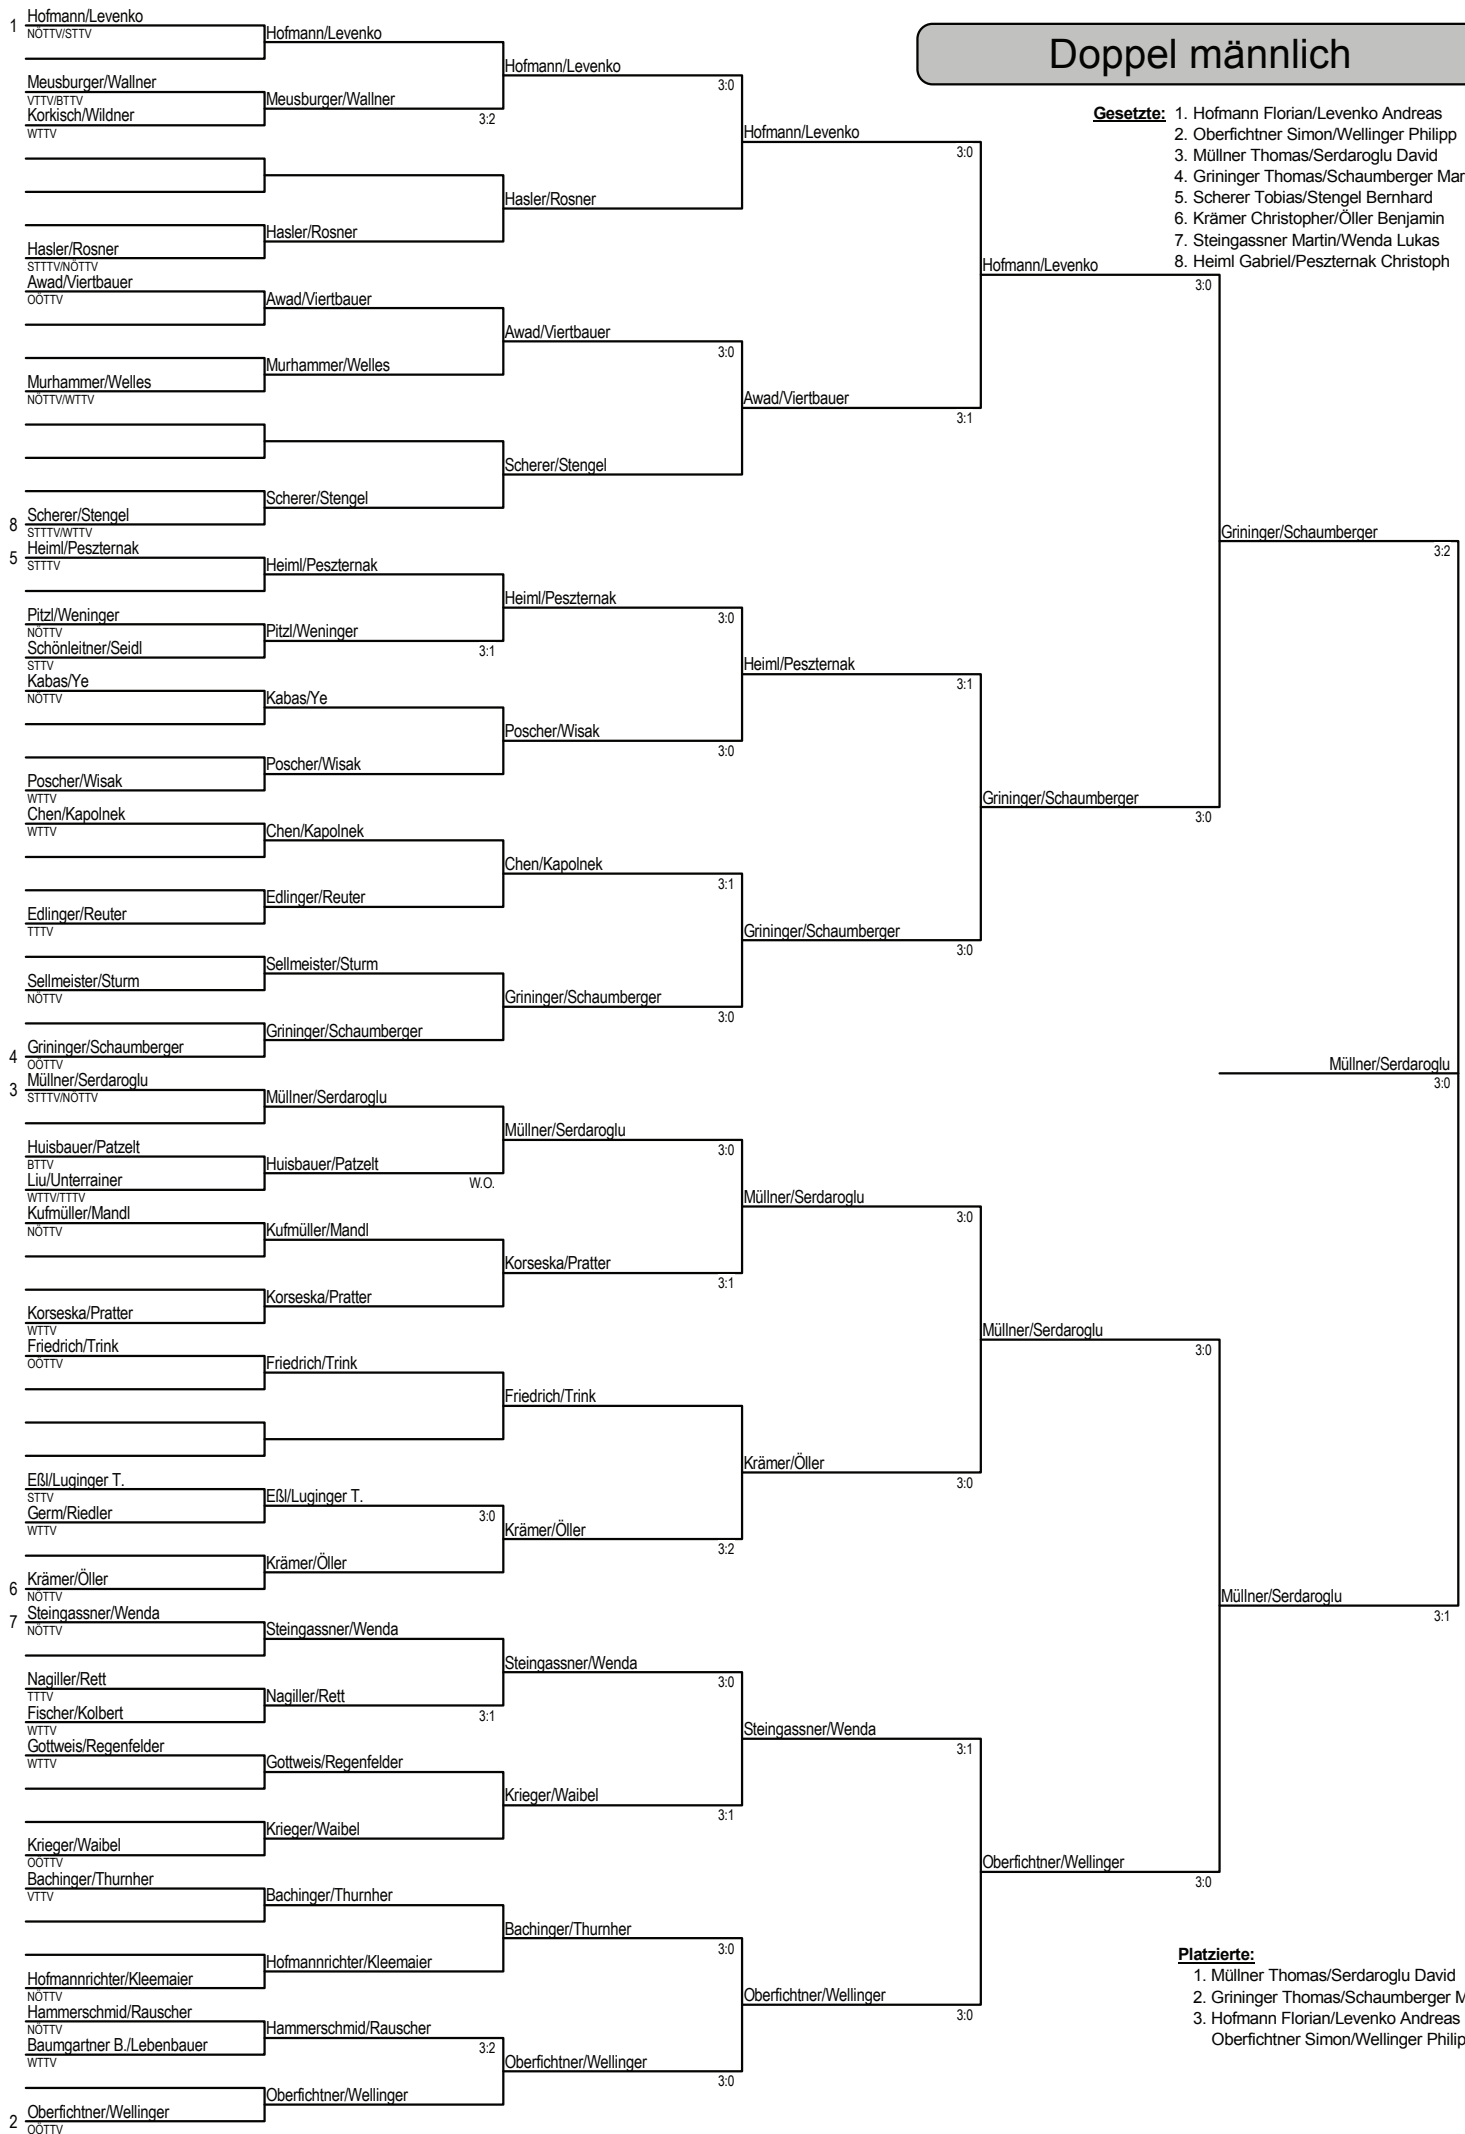 Doppel männlich
Gesetzte: 1. Hofmann Florian/Levenko Andreas
2. Oberfichtner Simon/Wellinger Philipp
3. Müllner Thomas/Serdaroglu David
4. Grininger Thomas/Schaumberger Mar
5. Scherer Tobias/Stengel Bernhard
6. Krämer Christopher/Öller Benjamin
7. Steingassner Martin/Wenda Lukas
8. Heiml Gabriel/Peszternak Christoph
1 Hofmann/Levenko
NÖTTV/STTV
Meusburger/Wallner
VTTV/BTTV
Korkisch/Wildner
WTTV
Hasler/Rosner
STTTV/NÖTTV
Awad/Viertbauer
OÖTTV
Murhammer/Welles
NÖTTV/WTTV
8 Scherer/Stengel
STTTV/WTTV
5 Heiml/Peszternak
STTTV
Pitzl/Weninger
NÖTTV
Schönleitner/Seidl
STTV
Kabas/Ye
NÖTTV
Poscher/Wisak
WTTV
Chen/Kapolnek
WTTV
Edlinger/Reuter
TTTV
Sellmeister/Sturm
NÖTTV
4 Grininger/Schaumberger
OÖTTV
3 Müllner/Serdaroglu
STTTV/NÖTTV
Huisbauer/Patzelt
BTTV
Liu/Unterrainer
WTTV/TTTV
Kufmüller/Mandl
NÖTTV
Korseska/Pratter
WTTV
Friedrich/Trink
OÖTTV
Eßl/Luginger T.
STTV
Germ/Riedler
WTTV
6 Krämer/Öller
NÖTTV
7 Steingassner/Wenda
NÖTTV
Nagiller/Rett
TTTV
Fischer/Kolbert
WTTV
Gottweis/Regenfelder
WTTV
Krieger/Waibel
OÖTTV
Bachinger/Thurnher
VTTV
Hofmannrichter/Kleemaier
NÖTTV
Hammerschmid/Rauscher
NÖTTV
Baumgartner B./Lebenbauer
WTTV
2 Oberfichtner/Wellinger
OÖTTV
Hofmann/Levenko
Meusburger/Wallner
3:2
Hasler/Rosner
Awad/Viertbauer
Murhammer/Welles
Scherer/Stengel
Heiml/Peszternak
Pitzl/Weninger
3:1
Kabas/Ye
Poscher/Wisak
Chen/Kapolnek
Edlinger/Reuter
Sellmeister/Sturm
Grininger/Schaumberger
Müllner/Serdaroglu
Huisbauer/Patzelt
W.O.
Kufmüller/Mandl
Korseska/Pratter
Friedrich/Trink
Eßl/Luginger T.
3:0
Krämer/Öller
Steingassner/Wenda
Nagiller/Rett
3:1
Gottweis/Regenfelder
Krieger/Waibel
Bachinger/Thurnher
Hofmannrichter/Kleemaier
Hammerschmid/Rauscher
3:2
Oberfichtner/Wellinger
Hofmann/Levenko
3:0
Hasler/Rosner
Awad/Viertbauer
3:0
Scherer/Stengel
Heiml/Peszternak
3:0
Poscher/Wisak
3:0
Chen/Kapolnek
3:1
Grininger/Schaumberger
3:0
Müllner/Serdaroglu
3:0
Korseska/Pratter
3:1
Friedrich/Trink
Krämer/Öller
3:2
Steingassner/Wenda
3:0
Krieger/Waibel
3:1
Bachinger/Thurnher
3:0
Oberfichtner/Wellinger
3:0
Hofmann/Levenko
3:0
Awad/Viertbauer
3:1
Heiml/Peszternak
3:1
Grininger/Schaumberger
3:0
Müllner/Serdaroglu
3:0
Krämer/Öller
3:0
Steingassner/Wenda
3:1
Oberfichtner/Wellinger
3:0
Hofmann/Levenko
3:0
Grininger/Schaumberger
3:0
Müllner/Serdaroglu
3:0
Oberfichtner/Wellinger
3:0
Grininger/Schaumberger
3:2
Müllner/Serdaroglu
3:1
Müllner/Serdaroglu
3:0
Platzierte:
1. Müllner Thomas/Serdaroglu David
2. Grininger Thomas/Schaumberger M
3. Hofmann Florian/Levenko Andreas
Oberfichtner Simon/Wellinger Philip